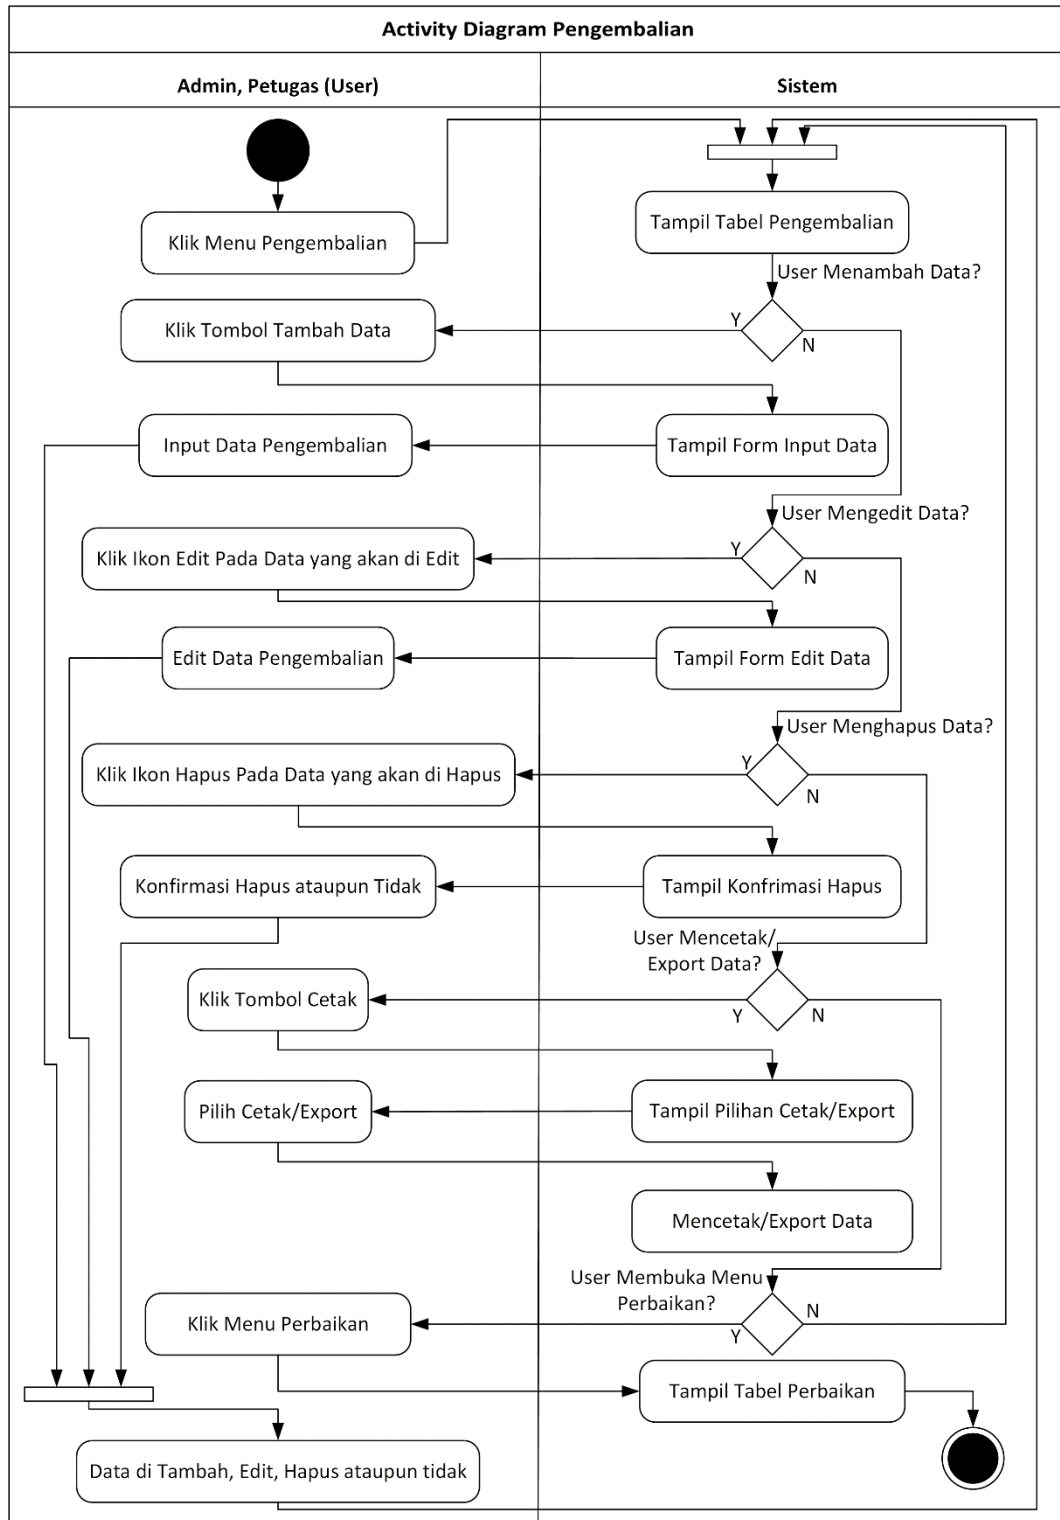 Activity Diagram Pengembalian
Admin, Petugas (User)
Sistem
Klik Menu Pengembalian
Tampil Tabel Pengembalian
User Menambah Data?
Klik Tombol Tambah Data
Y
N
Input Data Pengembalian
Tampil Form Input Data
User Mengedit Data?
Klik Ikon Edit Pada Data yang akan di Edit
Y
N
Edit Data Pengembalian
Tampil Form Edit Data
User Menghapus Data?
Klik Ikon Hapus Pada Data yang akan di Hapus
Y
N
Konfirmasi Hapus ataupun Tidak
Tampil Konfrimasi Hapus
User Mencetak/
Export Data?
Klik Tombol Cetak
Y
N
Pilih Cetak/Export
Tampil Pilihan Cetak/Export
Mencetak/Export Data
User Membuka Menu
Perbaikan?
Klik Menu Perbaikan
Y
N
Tampil Tabel Perbaikan
Data di Tambah, Edit, Hapus ataupun tidak